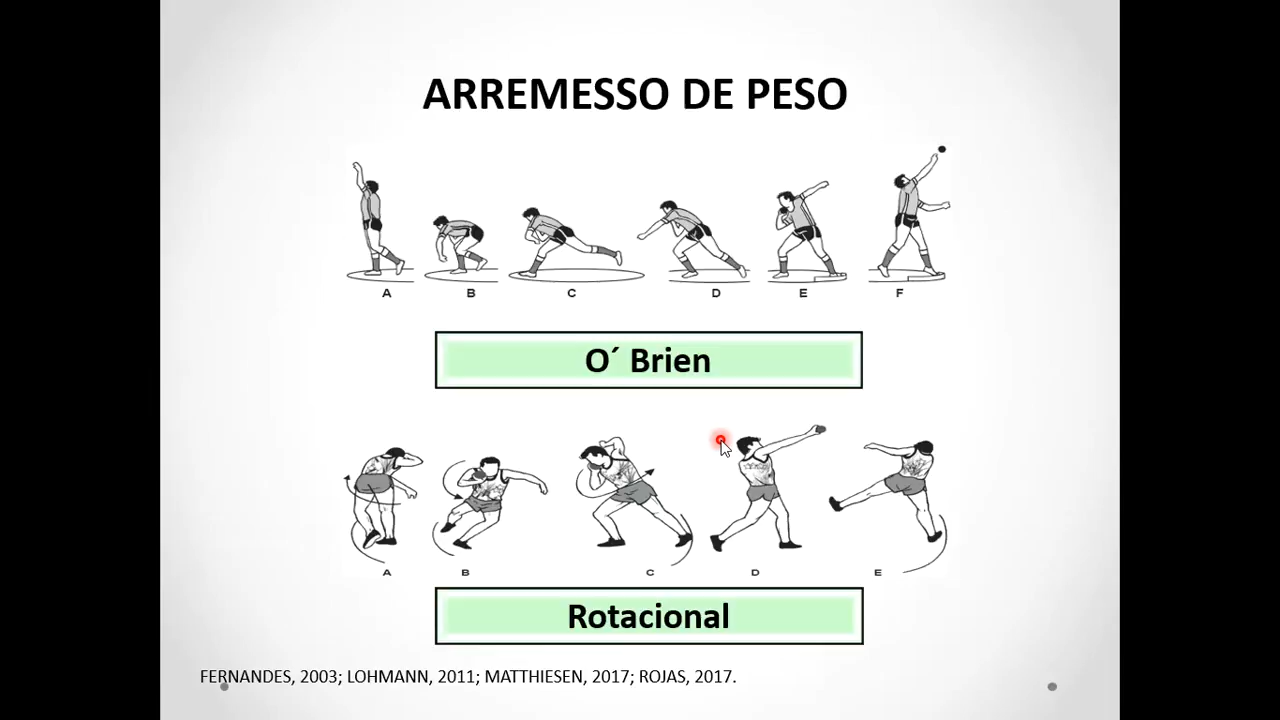 ARREMESSO DE PESO
A B C D E F
O´ Brien
A B C D E
Rotacional
FERNANDES, 2003; LOHMANN, 2011; MATTHIESEN, 2017; ROJAS, 2017.